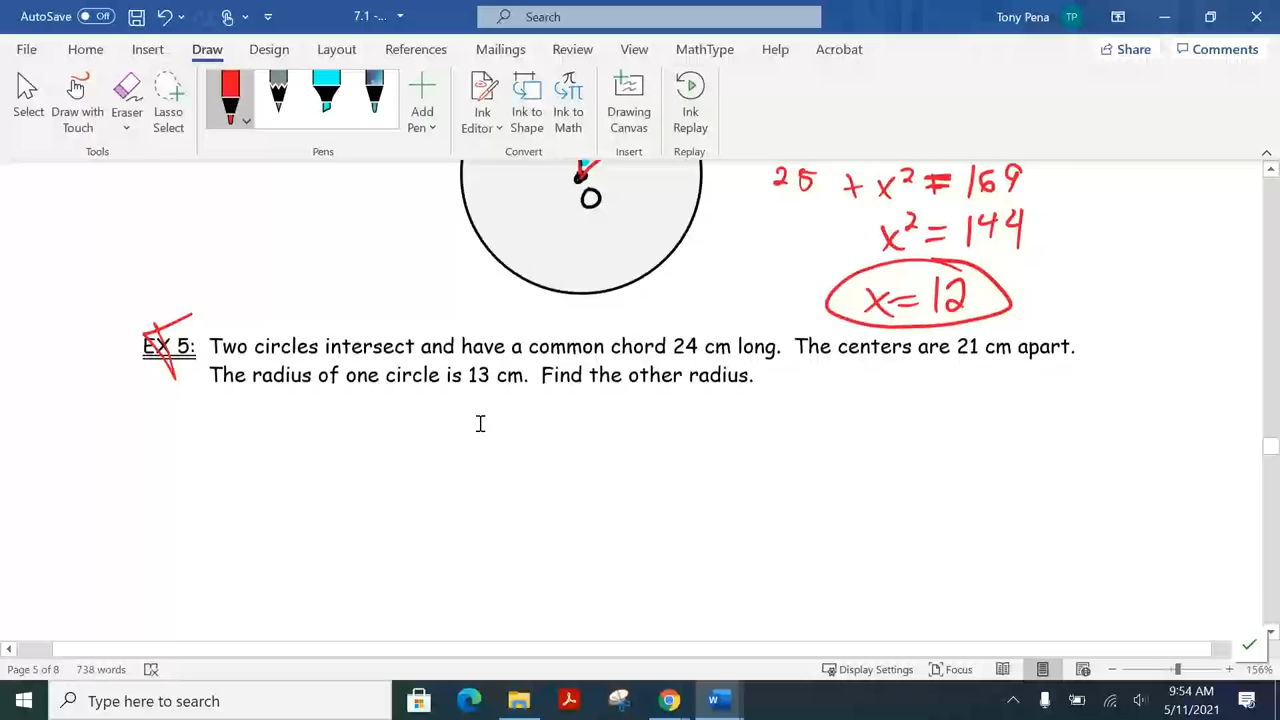 AutoSave Off 7.1 -... Search Tony Pena TP
File Home Insert Draw Design Layout References Mailings Review View MathType Help Acrobat Share Comments
Select Draw with Touch Eraser Lasso Select Add Pen Ink Editor Ink to Shape Ink to Math Drawing Canvas Ink Replay
Tools Pens Convert Insert Replay
O
25 + x² = 169
x² = 144
x = 12
EX 5: Two circles intersect and have a common chord 24 cm long. The centers are 21 cm apart.
The radius of one circle is 13 cm. Find the other radius.
Page 5 of 8 738 words Display Settings Focus 156%
Type here to search 9:54 AM
5/11/2021